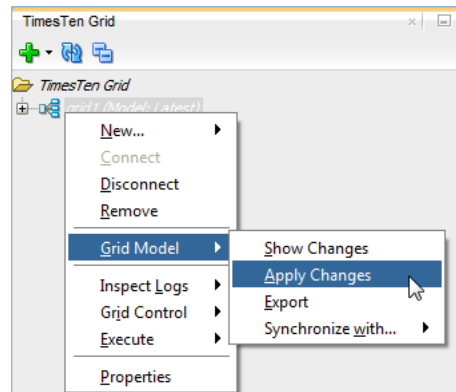 TimesTen Grid
TimesTen Grid
grid1 (Model: Latest)
New...
Connect
Disconnect
Remove
Grid Model
Show Changes
Apply Changes
Inspect Logs
Export
Grid Control
Synchronize with...
Execute
Properties